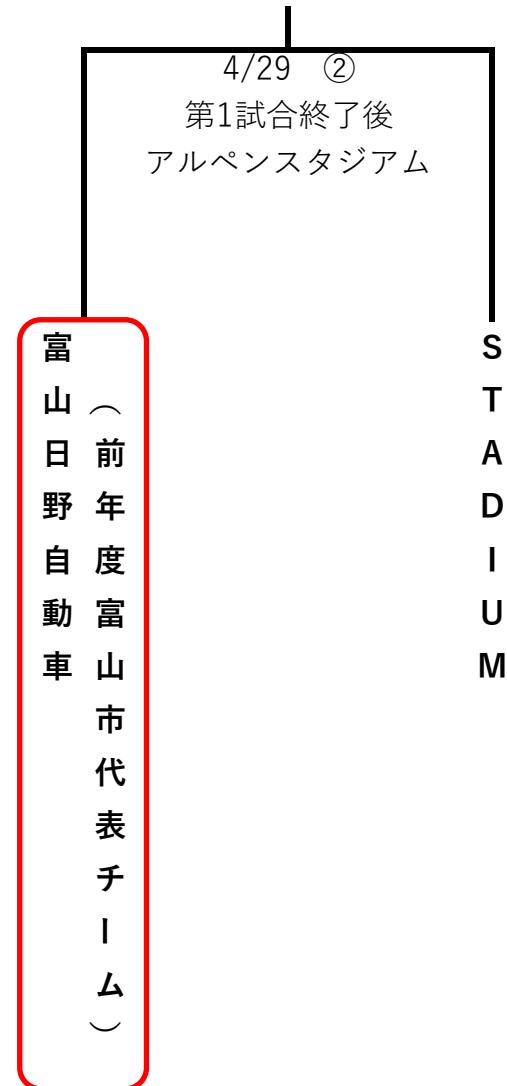 4/29 ②
第1試合終了後
アルペンスタジアム
富山日野自動車
（前年度富山市代表チーム）
STADIUM